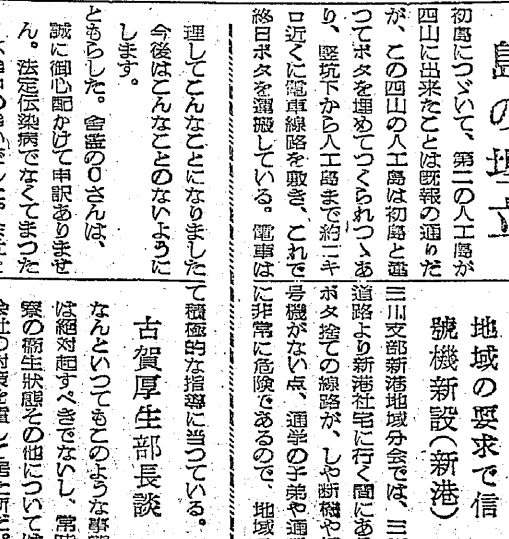 島の埋立
初島につゞいて、第二の人工島が
四山に出来たことは既報の通りだ
が、この四山の人工島は初島と違
つてボタを埋めてつくられつゝあ
り、竪坑下から人工島まで約二キ
ロ近くに電車線路を敷き、これで
終日ボタを運搬している。電車は
地域の要求で信
號機新設(新港)
三川支部新港地域分会では、三
道路より新港社宅に行く間にあ
ボタ捨ての線路が、しや断機や
号機がない点、通学の子弟や通
に非常に危険であるので、地域
理してこんなことになりました
今後はこんなことのないように
します。
ともらした。舎監のOさんは、
誠に御心配かけて申訳ありませ
ん。法定伝染病でなくてまつた
て積極的な指導に当つている。
古賀厚生部長談
なんといつてもこのような事
は絶対起すべきでないし、常
寮の衛生狀態その他については